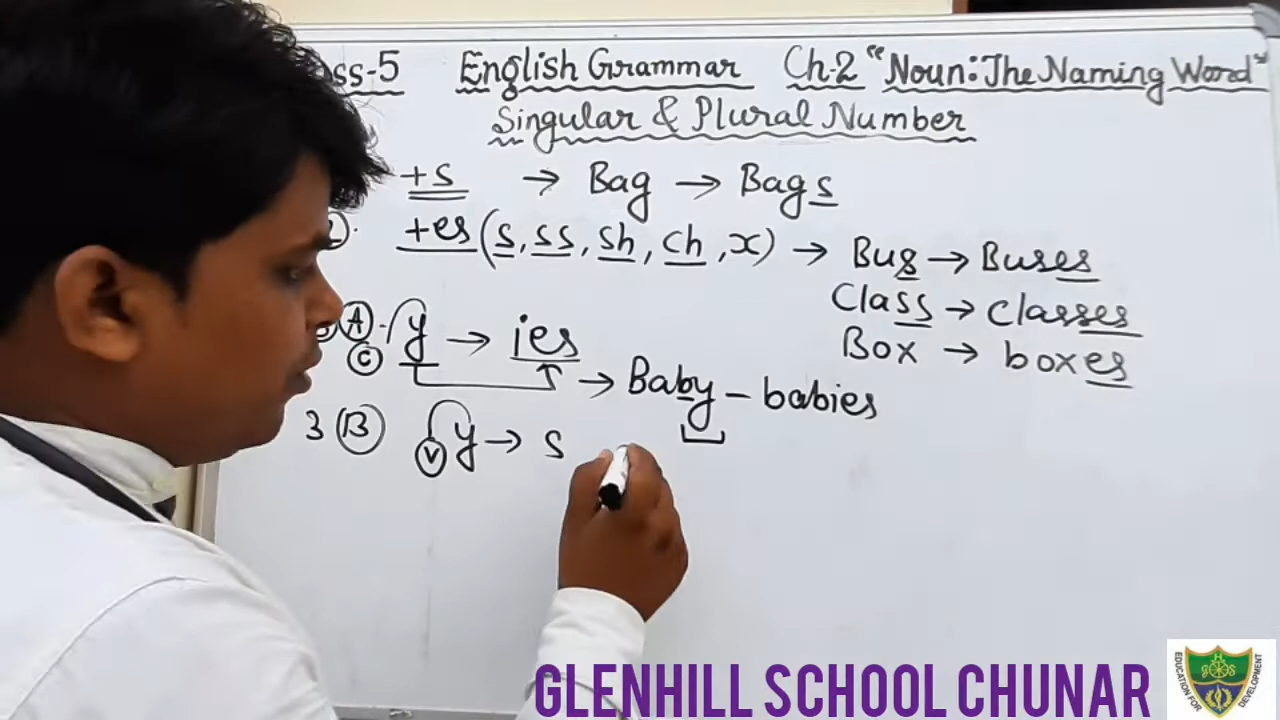 ss-5 English Grammar Ch-2 "Noun: The Naming Word"
Singular & Plural Number
+s → Bag → Bags
+es (s, ss, sh, ch, x) → Bus → Buses
Class → classes
Box → boxes
A y → ies
C
→ Baby – babies
3 B V y → s
GLENHILL SCHOOL CHUNAR
EDUCATION FOR DEVELOPMENT
G H S